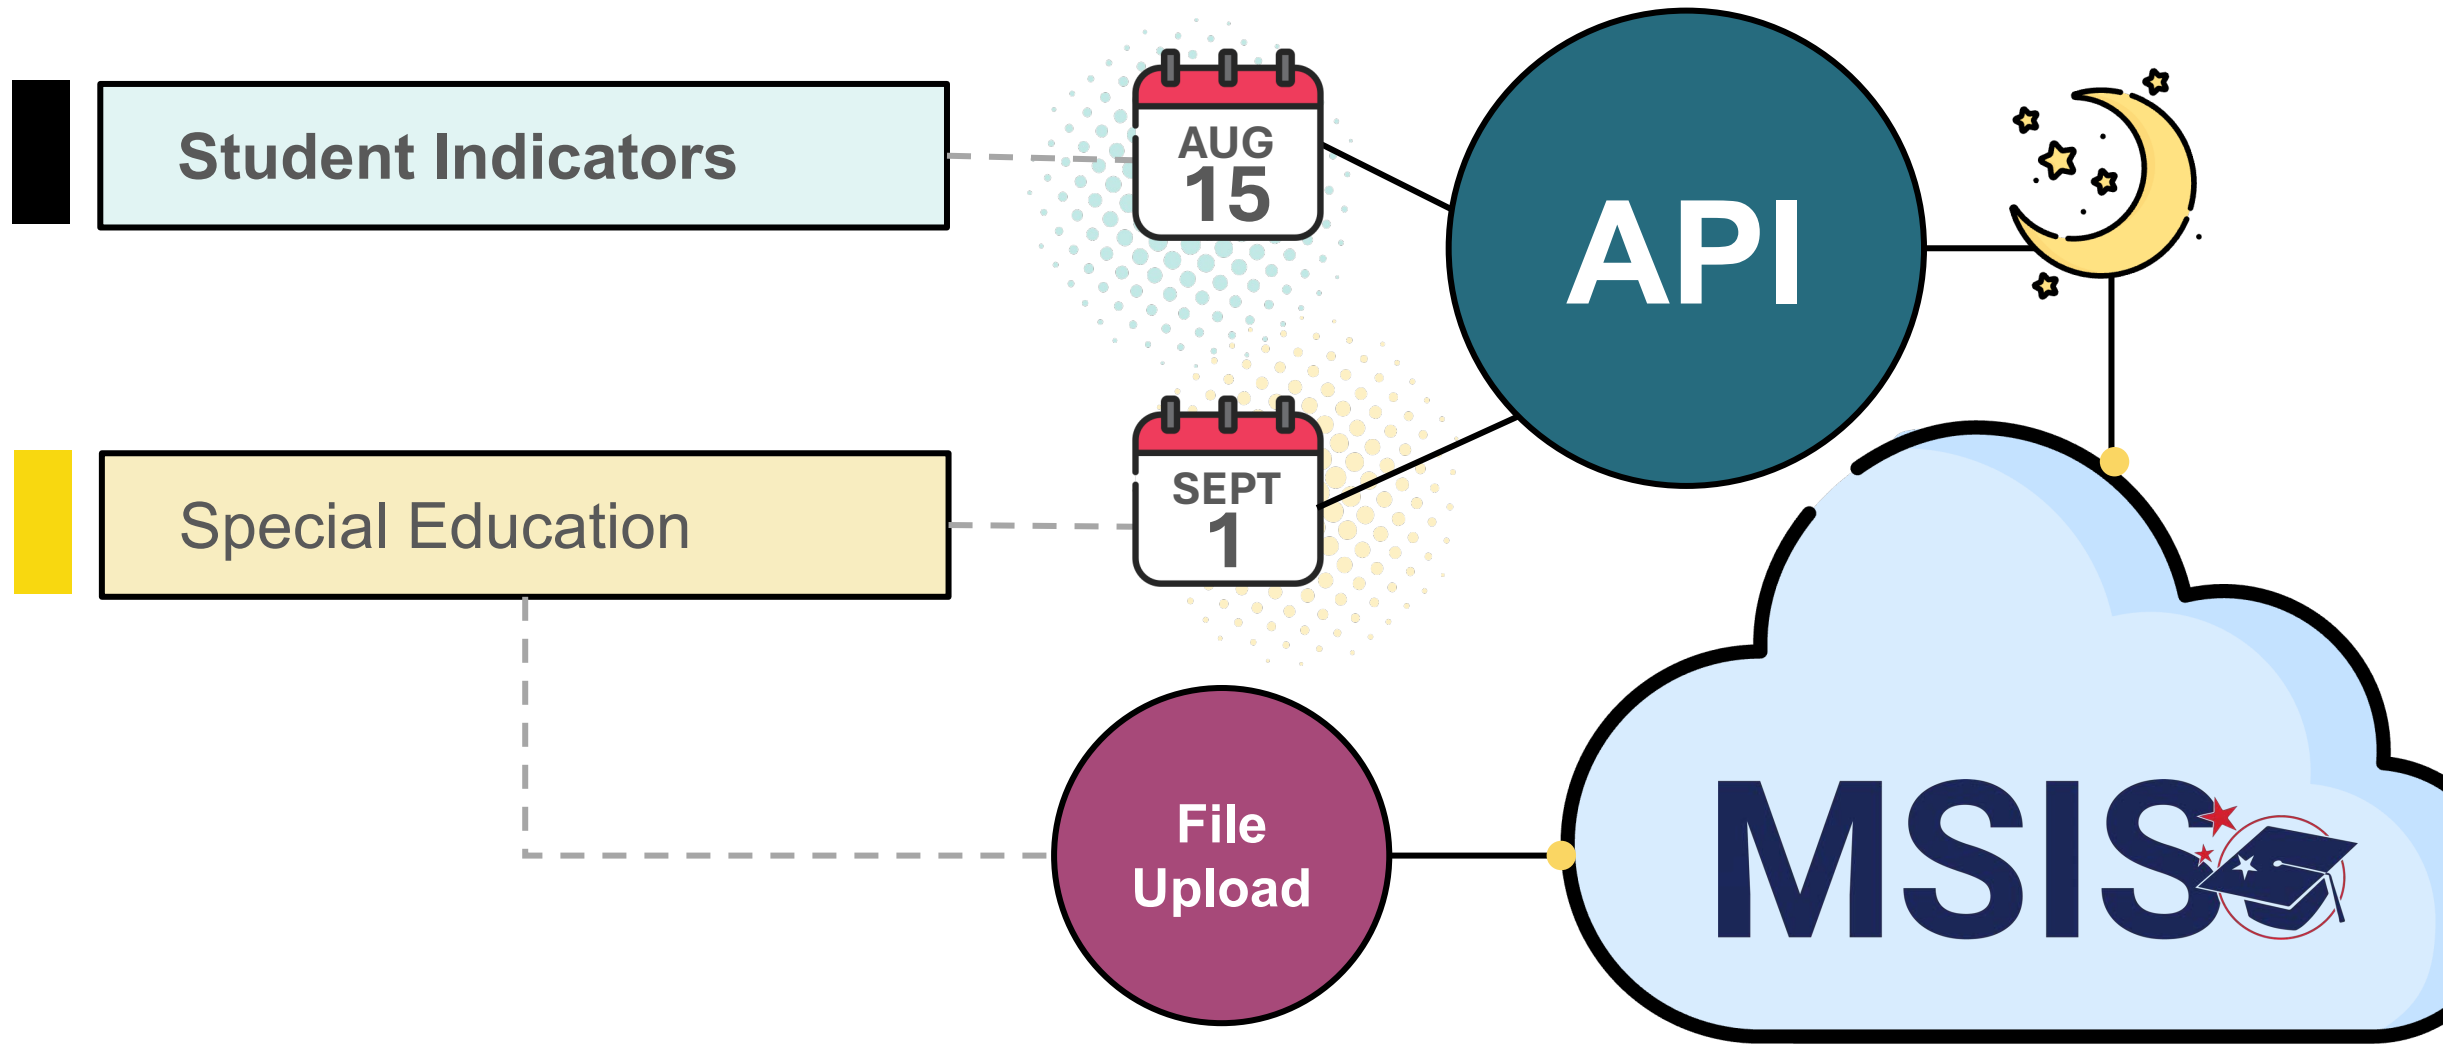 Student Indicators
AUG
15
API
Special Education
SEPT
1
File
Upload
MSIS